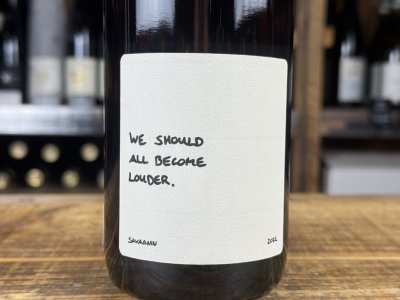 WE SHOULD
ALL BECOME
LOUDER.
SAVAGNIN 2022